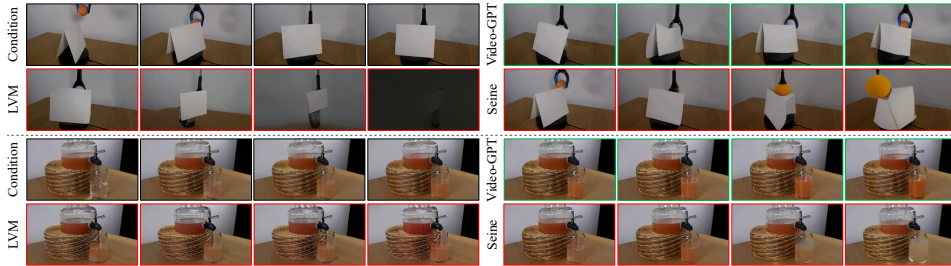 Condition
Video-GPT
LVM
Seine
Condition
Video-GPT
LVM
Seine